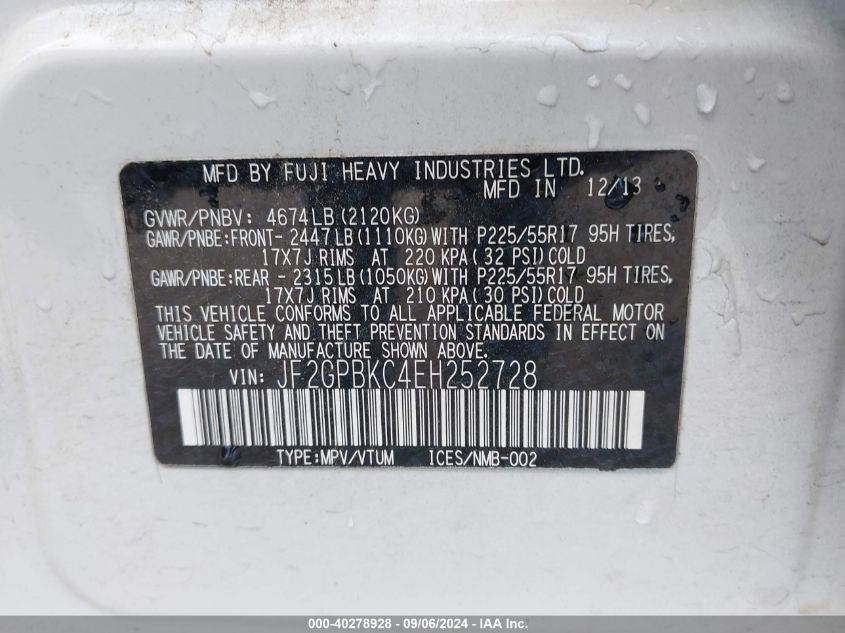 MFD BY FUJI HEAVY INDUSTRIES LTD.
MFD IN 12/13
GVWR/PNBV: 4674LB(2120KG)
GAWR/PNBE:FRONT-2447LB(1110KG)WITH P225/55R17 95H TIRES,
17X7J RIMS AT 220 KPA(32 PSI)COLD
GAWR/PNBE:REAR -2315LB(1050KG)WITH P225/55R17 95H TIRES,
17X7J RIMS AT 210 KPA(30 PSI)COLD
THIS VEHICLE CONFORMS TO ALL APPLICABLE FEDERAL MOTOR
VEHICLE SAFETY AND THEFT PREVENTION STANDARDS IN EFFECT ON
THE DATE OF MANUFACTURE SHOWN ABOVE.
VIN: JF2GPBKC4EH252728
TYPE:MPV/VTUM ICES/NMB-002
000-40278928 - 09/06/2024 - IAA Inc.